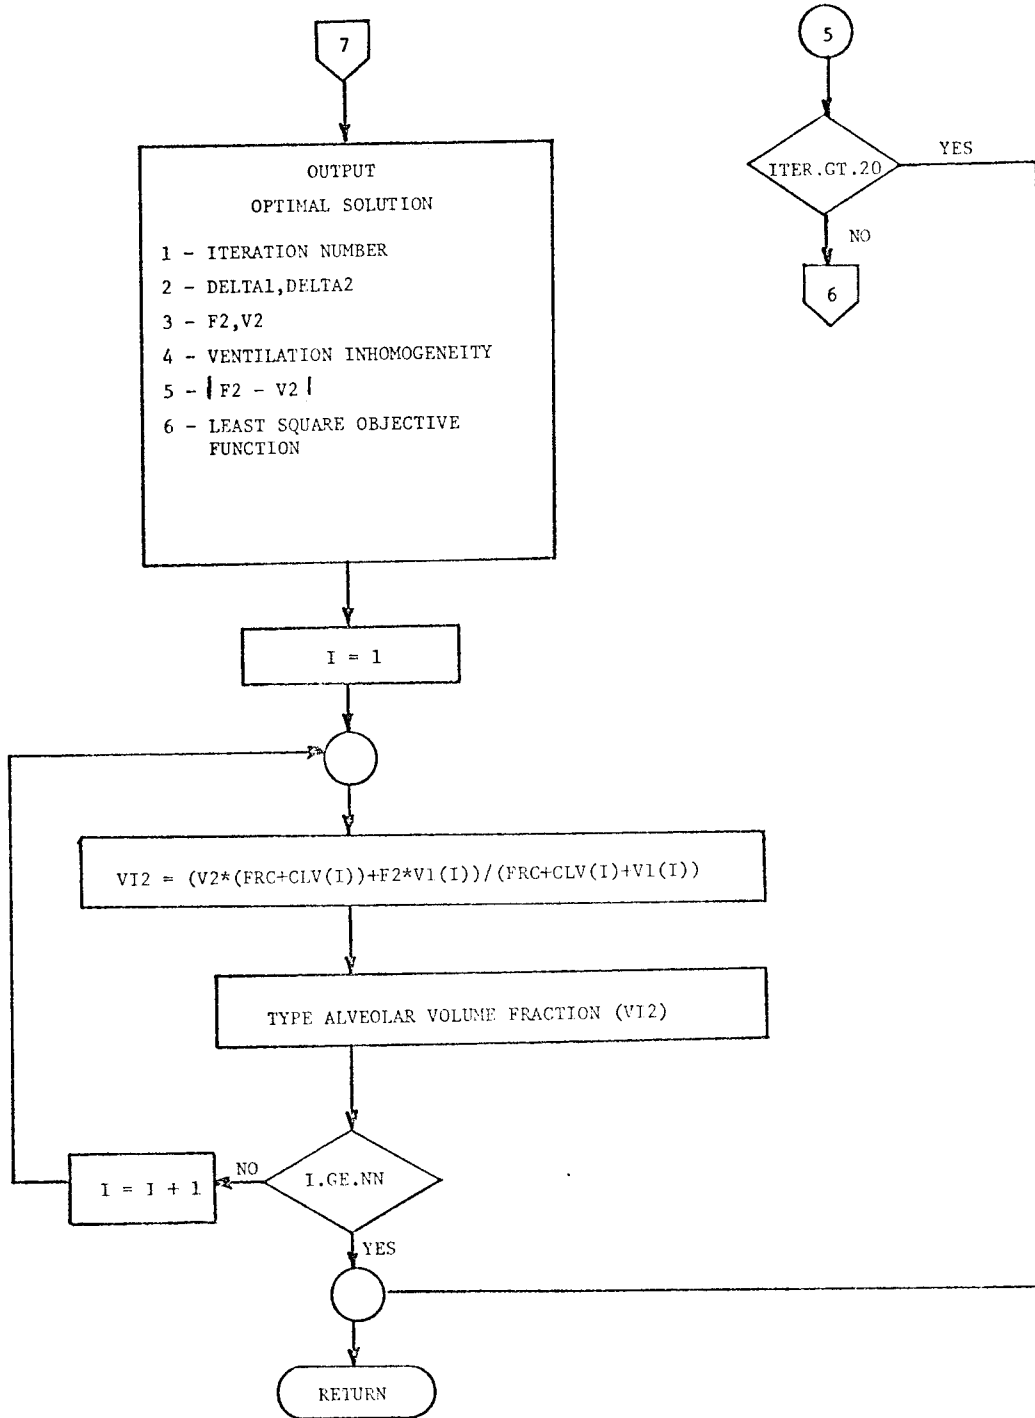 7
OUTPUT
OPTIMAL SOLUTION
1 - ITERATION NUMBER
2 - DELTA1,DELTA2
3 - F2,V2
4 - VENTILATION INHOMOGENEITY
5 - | F2 - V2 |
6 - LEAST SQUARE OBJECTIVE
FUNCTION
I = 1
VI2 = (V2*(FRC+CLV(I))+F2*V1(I))/(FRC+CLV(I)+V1(I))
TYPE ALVEOLAR VOLUME FRACTION (VI2)
I.GE.NN
NO
I = I + 1
YES
RETURN
5
ITER.GT.20
YES
NO
6